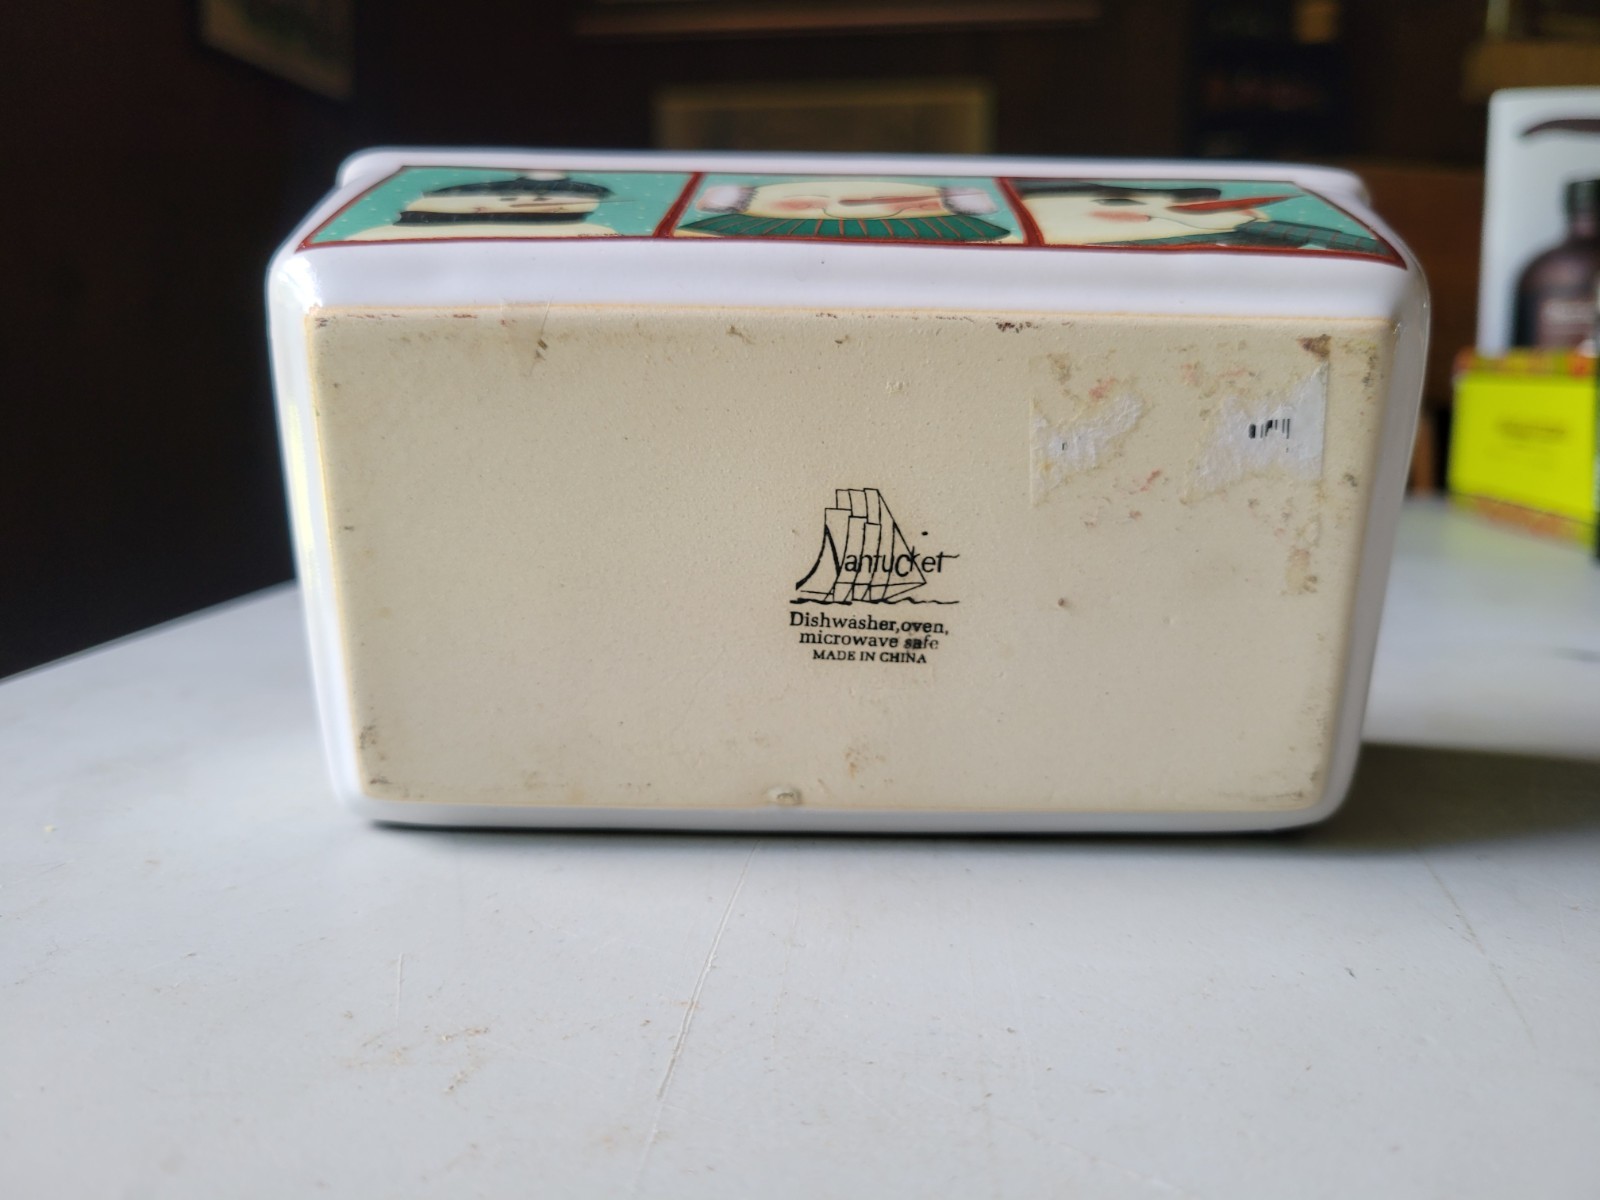 Nantucket
Dishwasher,oven,
microwave safe
MADE IN CHINA